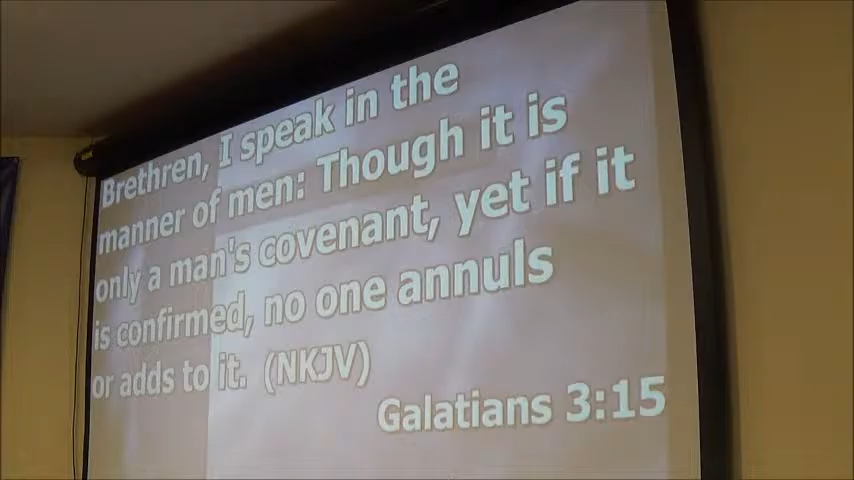 Brethren, I speak in the
manner of men: Though it is
only a man's covenant, yet if it
is confirmed, no one annuls
or adds to it. (NKJV)
Galatians 3:15